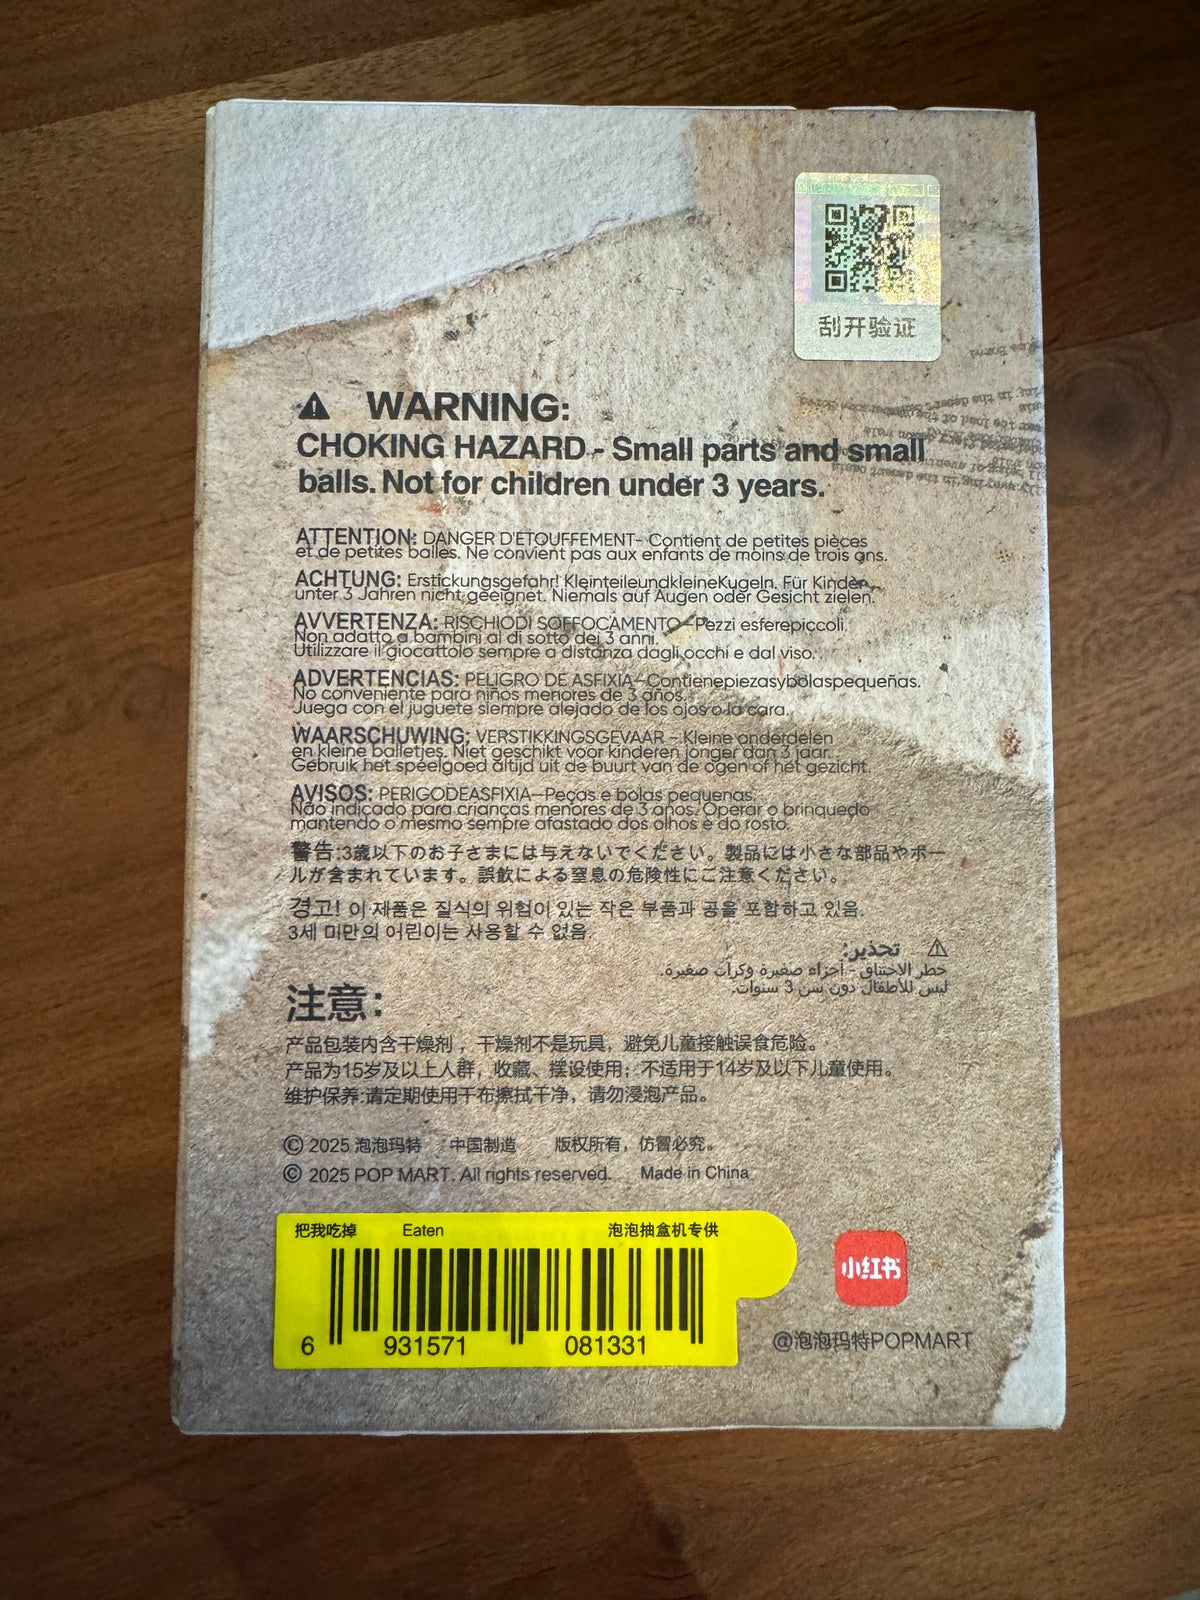 刮开验证
WARNING:
CHOKING HAZARD - Small parts and small
balls. Not for children under 3 years.
ATTENTION: DANGER D'ÉTOUFFEMENT- Contient de petites pièces
et de petites balles. Ne convient pas aux enfants de moins de trois ans.
ACHTUNG: Erstickungsgefahr! KleinteileundkleineKugeln. Für Kinder
unter 3 Jahren nicht geeignet. Niemals auf Augen oder Gesicht zielen.
AVVERTENZA: RISCHIODI SOFFOCAMENTO—Pezzi esferepiccoli.
Non adatto a bambini al di sotto dei 3 anni.
Utilizzare il giocattolo sempre a distanza dagli occhi e dal viso.
ADVERTENCIAS: PELIGRO DE ASFIXIA—Contienepiezasybolaspequeñas.
No conveniente para niños menores de 3 años.
Juega con el juguete siempre alejado de los ojos o la cara.
WAARSCHUWING: VERSTIKKINGSGEVAAR – Kleine onderdelen
en kleine balletjes. Niet geschikt voor kinderen jonger dan 3 jaar.
Gebruik het speelgoed altijd uit de buurt van de ogen of het gezicht.
AVISOS: PERIGODEASFIXIA—Peças e bolas pequenas.
Não indicado para crianças menores de 3 anos. Operar o brinquedo
mantendo o mesmo sempre afastado dos olhos e do rosto.
警告:3歳以下のお子さまには与えないでください。製品には小さな部品やボー
ルが含まれています。誤飲による窒息の危険性にご注意ください。
경고! 이 제품은 질식의 위험이 있는 작은 부품과 공을 포함하고 있음.
3세 미만의 어린이는 사용할 수 없음.
تحذير:
خطر الاختناق - أجزاء صغيرة وكرات صغيرة.
ليس للأطفال دون سن 3 سنوات.
注意：
产品包装内含干燥剂，干燥剂不是玩具，避免儿童接触误食危险。
产品为15岁及以上人群，收藏、摆设使用；不适用于14岁及以下儿童使用。
维护保养:请定期使用干布擦拭干净，请勿浸泡产品。
© 2025 泡泡玛特 中国制造 版权所有，仿冒必究。
© 2025 POP MART. All rights reserved. Made in China
把我吃掉 Eaten 泡泡抽盒机专供
6 931571 081331
小红书
@泡泡玛特POPMART